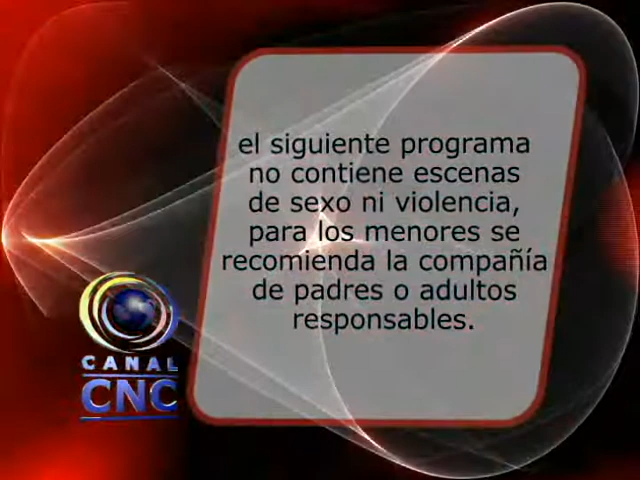 el siguiente programa
no contiene escenas
de sexo ni violencia,
para los menores se
recomienda la compañía
de padres o adultos
responsables.
CANAL
CNC